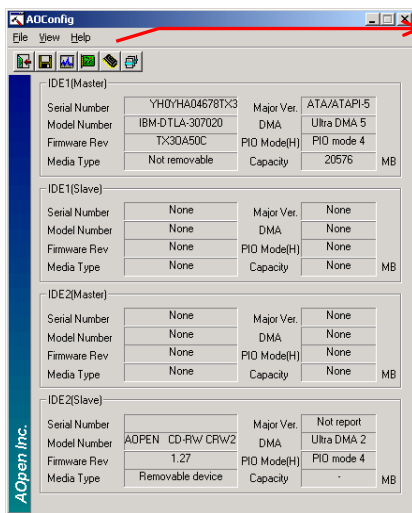 AOConfig
File View Help
IDE1(Master)
Serial Number YH0YHA04678TX3 Major Ver. ATA/ATAPI-5
Model Number IBM-DTLA-307020 DMA Ultra DMA 5
Firmware Rev TX3OA50C PIO Mode(H) PIO mode 4
Media Type Not removable Capacity 20576 MB
IDE1(Slave)
Serial Number None Major Ver. None
Model Number None DMA None
Firmware Rev None PIO Mode(H) None
Media Type None Capacity None MB
IDE2(Master)
Serial Number None Major Ver. None
Model Number None DMA None
Firmware Rev None PIO Mode(H) None
Media Type None Capacity None MB
IDE2(Slave)
Serial Number Major Ver. Not report
Model Number AOPEN CD-RW CRW2 DMA Ultra DMA 2
Firmware Rev 1.27 PIO Mode(H) PIO mode 4
Media Type Removable device Capacity - MB
AOpen Inc.